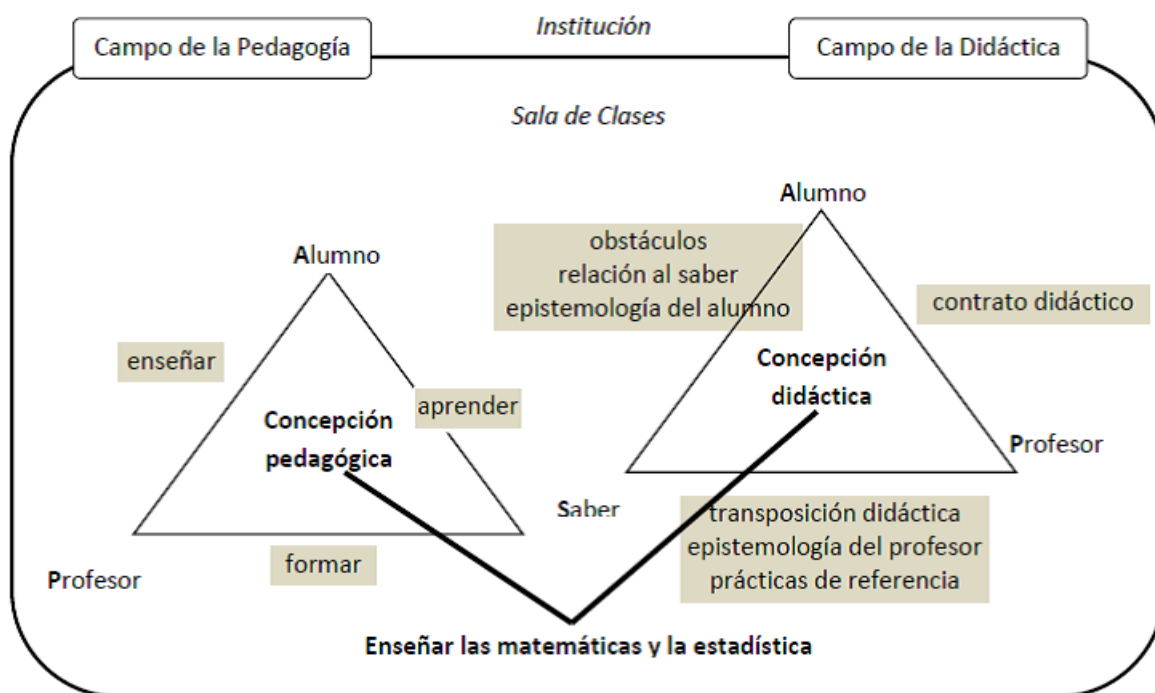 Institución
Campo de la Pedagogía
Campo de la Didáctica
Sala de Clases
Alumno
enseñar
aprender
Concepción
pedagógica
formar
Profesor
Saber
Alumno
obstáculos
relación al saber
epistemología del alumno
contrato didáctico
Concepción
didáctica
Profesor
transposición didáctica
epistemología del profesor
prácticas de referencia
Enseñar las matemáticas y la estadística